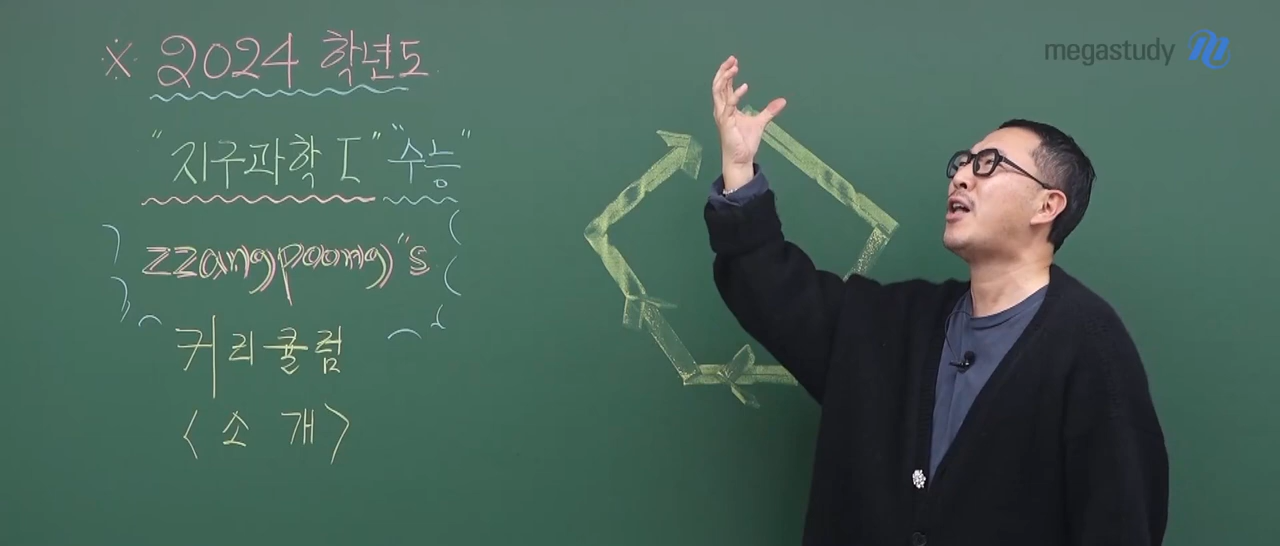 ※ 2024 학년도
"지구과학 I" "수능"
zzangpoong"s
커리큘럼
<소 개>
megastudy M